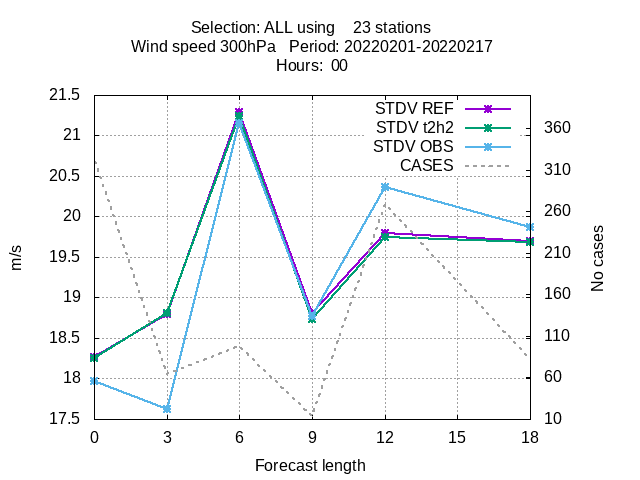 Selection: ALL using    23 stations
Wind speed 300hPa   Period: 20220201-20220217
Hours:  00
21.5
21
20.5
20
19.5
19
18.5
18
17.5
m/s
STDV REF
STDV t2h2
STDV OBS
CASES
360
310
260
210
160
110
60
10
No cases
0 3 6 9 12 15 18
Forecast length